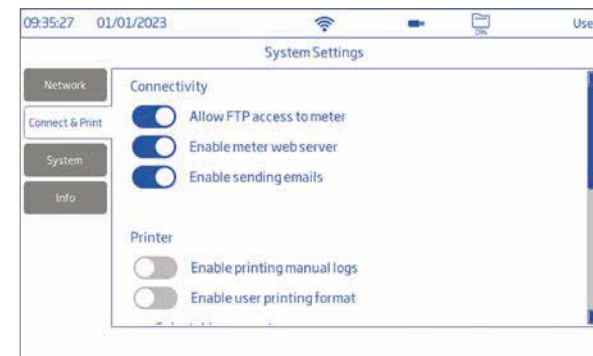 09:35:27 01/01/2023 Use
System Settings
Network
Connect & Print
System
Info
Connectivity
Allow FTP access to meter
Enable meter web server
Enable sending emails
Printer
Enable printing manual logs
Enable user printing format